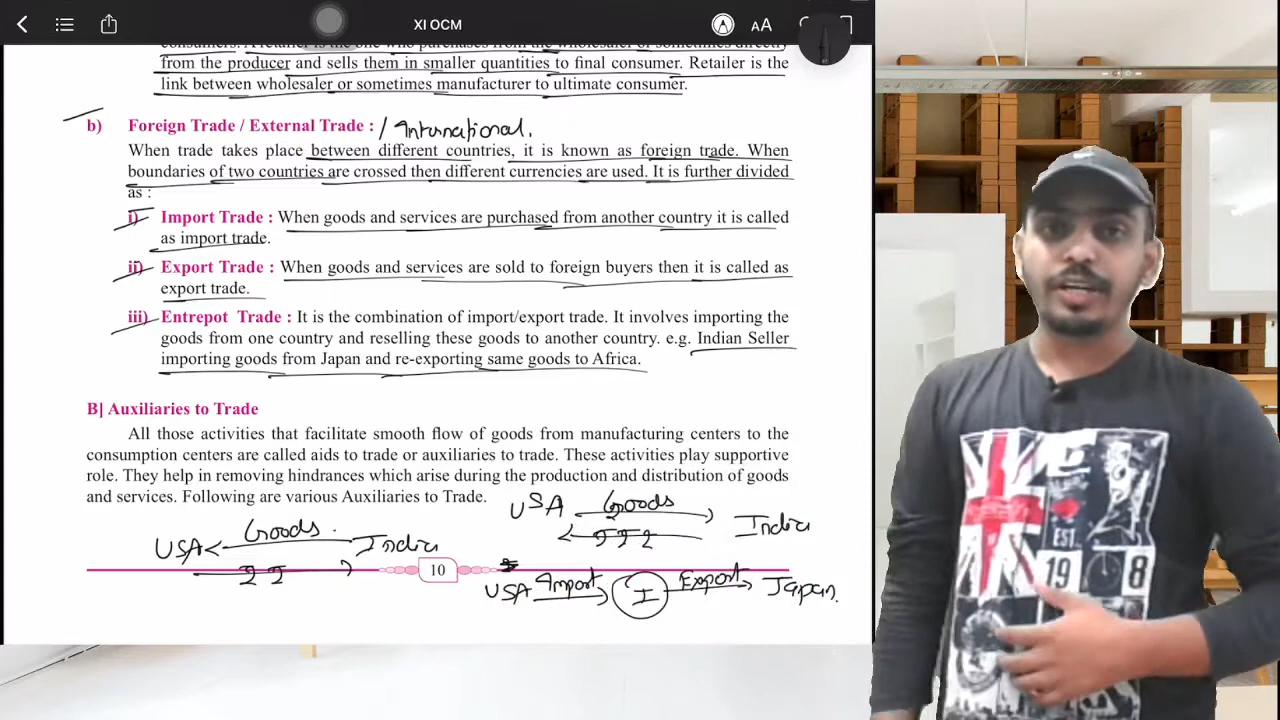 XI OCM
AA
consumers. A retailer is the one who purchases from the wholesaler or sometimes directly
from the producer and sells them in smaller quantities to final consumer. Retailer is the
link between wholesaler or sometimes manufacturer to ultimate consumer.
b) Foreign Trade / External Trade : / International.
When trade takes place between different countries, it is known as foreign trade. When
boundaries of two countries are crossed then different currencies are used. It is further divided
as :
i) Import Trade : When goods and services are purchased from another country it is called
as import trade.
ii) Export Trade : When goods and services are sold to foreign buyers then it is called as
export trade.
iii) Entrepot Trade : It is the combination of import/export trade. It involves importing the
goods from one country and reselling these goods to another country. e.g. Indian Seller
importing goods from Japan and re-exporting same goods to Africa.
B] Auxiliaries to Trade
All those activities that facilitate smooth flow of goods from manufacturing centers to the
consumption centers are called aids to trade or auxiliaries to trade. These activities play supportive
role. They help in removing hindrances which arise during the production and distribution of goods
and services. Following are various Auxiliaries to Trade.
USA Goods India
USA Goods India
10
USA Import I Export Japan.
EST.
19 8